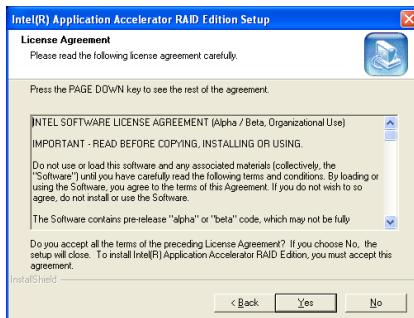 Intel(R) Application Accelerator RAID Edition Setup
License Agreement
Please read the following license agreement carefully.
Press the PAGE DOWN key to see the rest of the agreement.
INTEL SOFTWARE LICENSE AGREEMENT (Alpha / Beta, Organizational Use)
IMPORTANT - READ BEFORE COPYING, INSTALLING OR USING.
Do not use or load this software and any associated materials (collectively, the
"Software") until you have carefully read the following terms and conditions. By loading or
using the Software, you agree to the terms of this Agreement. If you do not wish to so
agree, do not install or use the Software.
The Software contains pre-release "alpha" or "beta" code, which may not be fully
Do you accept all the terms of the preceding License Agreement? If you choose No, the
setup will close. To install Intel(R) Application Accelerator RAID Edition, you must accept this
agreement.
InstallShield
< Back Yes No